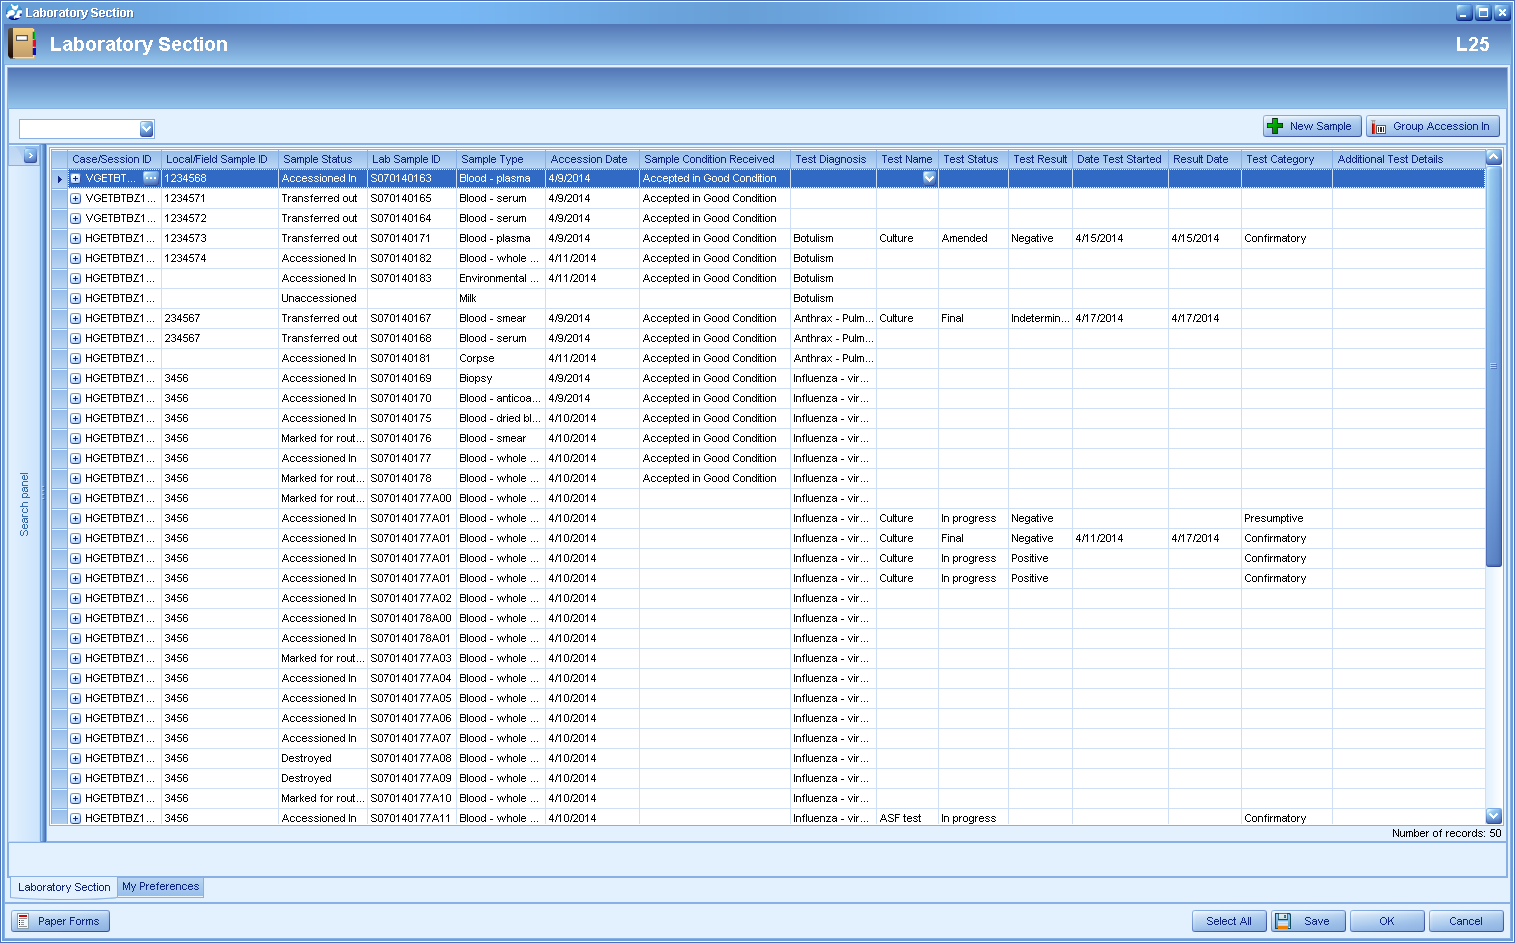 Laboratory Section
Laboratory Section L25
New Sample Group Accession In
Case/Session ID Local/Field Sample ID Sample Status Lab Sample ID Sample Type Accession Date Sample Condition Received Test Diagnosis Test Name Test Status Test Result Date Test Started Result Date Test Category Additional Test Details
VGETBT... 1234568 Accessioned In S070140163 Blood - plasma 4/9/2014 Accepted in Good Condition
VGETBTBZ1... 1234571 Transferred out S070140165 Blood - serum 4/9/2014 Accepted in Good Condition
VGETBTBZ1... 1234572 Transferred out S070140164 Blood - serum 4/9/2014 Accepted in Good Condition
HGETBTBZ1... 1234573 Transferred out S070140171 Blood - plasma 4/9/2014 Accepted in Good Condition Botulism Culture Amended Negative 4/15/2014 4/15/2014 Confirmatory
HGETBTBZ1... 1234574 Accessioned In S070140182 Blood - whole ... 4/11/2014 Accepted in Good Condition Botulism
HGETBTBZ1... Accessioned In S070140183 Environmental ... 4/11/2014 Accepted in Good Condition Botulism
HGETBTBZ1... Unaccessioned Milk Botulism
HGETBTBZ1... 234567 Transferred out S070140167 Blood - smear 4/9/2014 Accepted in Good Condition Anthrax - Pulm... Culture Final Indetermin... 4/17/2014 4/17/2014
HGETBTBZ1... 234567 Transferred out S070140168 Blood - serum 4/9/2014 Accepted in Good Condition Anthrax - Pulm...
HGETBTBZ1... Accessioned In S070140181 Corpse 4/11/2014 Accepted in Good Condition Anthrax - Pulm...
HGETBTBZ1... 3456 Accessioned In S070140169 Biopsy 4/9/2014 Accepted in Good Condition Influenza - vir...
HGETBTBZ1... 3456 Accessioned In S070140170 Blood - anticoa... 4/9/2014 Accepted in Good Condition Influenza - vir...
HGETBTBZ1... 3456 Accessioned In S070140175 Blood - dried bl... 4/10/2014 Accepted in Good Condition Influenza - vir...
HGETBTBZ1... 3456 Marked for rout... S070140176 Blood - smear 4/10/2014 Accepted in Good Condition Influenza - vir...
HGETBTBZ1... 3456 Accessioned In S070140177 Blood - whole ... 4/10/2014 Accepted in Good Condition Influenza - vir...
HGETBTBZ1... 3456 Marked for rout... S070140178 Blood - whole ... 4/10/2014 Accepted in Good Condition Influenza - vir...
HGETBTBZ1... 3456 Marked for rout... S070140177A00 Blood - whole ... 4/10/2014 Influenza - vir...
HGETBTBZ1... 3456 Accessioned In S070140177A01 Blood - whole ... 4/10/2014 Influenza - vir... Culture In progress Negative Presumptive
HGETBTBZ1... 3456 Accessioned In S070140177A01 Blood - whole ... 4/10/2014 Influenza - vir... Culture Final Negative 4/11/2014 4/17/2014 Confirmatory
HGETBTBZ1... 3456 Accessioned In S070140177A01 Blood - whole ... 4/10/2014 Influenza - vir... Culture In progress Positive Confirmatory
HGETBTBZ1... 3456 Accessioned In S070140177A01 Blood - whole ... 4/10/2014 Influenza - vir... Culture In progress Positive Confirmatory
HGETBTBZ1... 3456 Accessioned In S070140177A02 Blood - whole ... 4/10/2014 Influenza - vir...
HGETBTBZ1... 3456 Accessioned In S070140178A00 Blood - whole ... 4/10/2014 Influenza - vir...
HGETBTBZ1... 3456 Accessioned In S070140178A01 Blood - whole ... 4/10/2014 Influenza - vir...
HGETBTBZ1... 3456 Marked for rout... S070140177A03 Blood - whole ... 4/10/2014 Influenza - vir...
HGETBTBZ1... 3456 Accessioned In S070140177A04 Blood - whole ... 4/10/2014 Influenza - vir...
HGETBTBZ1... 3456 Accessioned In S070140177A05 Blood - whole ... 4/10/2014 Influenza - vir...
HGETBTBZ1... 3456 Accessioned In S070140177A06 Blood - whole ... 4/10/2014 Influenza - vir...
HGETBTBZ1... 3456 Accessioned In S070140177A07 Blood - whole ... 4/10/2014 Influenza - vir...
HGETBTBZ1... 3456 Destroyed S070140177A08 Blood - whole ... 4/10/2014 Influenza - vir...
HGETBTBZ1... 3456 Destroyed S070140177A09 Blood - whole ... 4/10/2014 Influenza - vir...
HGETBTBZ1... 3456 Marked for rout... S070140177A10 Blood - whole ... 4/10/2014 Influenza - vir...
HGETBTBZ1... 3456 Accessioned In S070140177A11 Blood - whole ... 4/10/2014 Influenza - vir... ASF test In progress Confirmatory
Search panel
Number of records: 50
Laboratory Section My Preferences
Paper Forms Select All Save OK Cancel